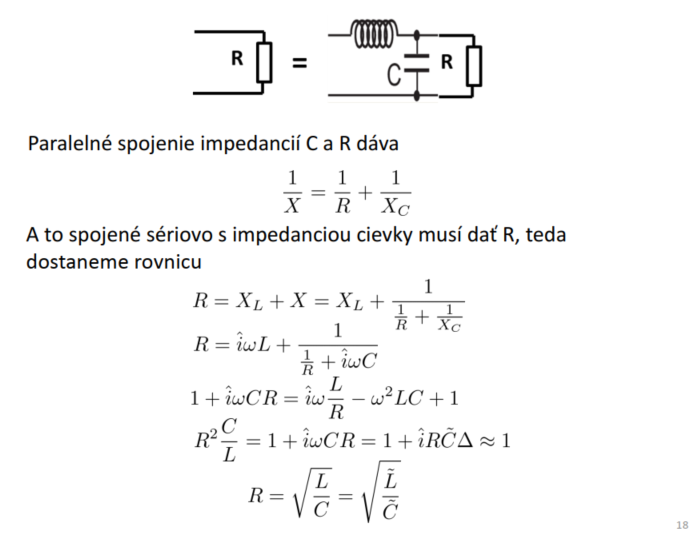 R = C R
Paralelné spojenie impedancií C a R dáva
\frac{1}{X} = \frac{1}{R} + \frac{1}{X_C}
A to spojené sériovo s impedanciou cievky musí dať R, teda
dostaneme rovnicu
R = X_L + X = X_L + \frac{1}{\frac{1}{R} + \frac{1}{X_C}}
R = \hat{i}\omega L + \frac{1}{\frac{1}{R} + \hat{i}\omega C}
1 + \hat{i}\omega CR = \hat{i}\omega \frac{L}{R} - \omega^2 LC + 1
R^2 \frac{C}{L} = 1 + \hat{i}\omega CR = 1 + \hat{i}R\tilde{C}\Delta \approx 1
R = \sqrt{\frac{L}{C}} = \sqrt{\frac{\tilde{L}}{\tilde{C}}}
18